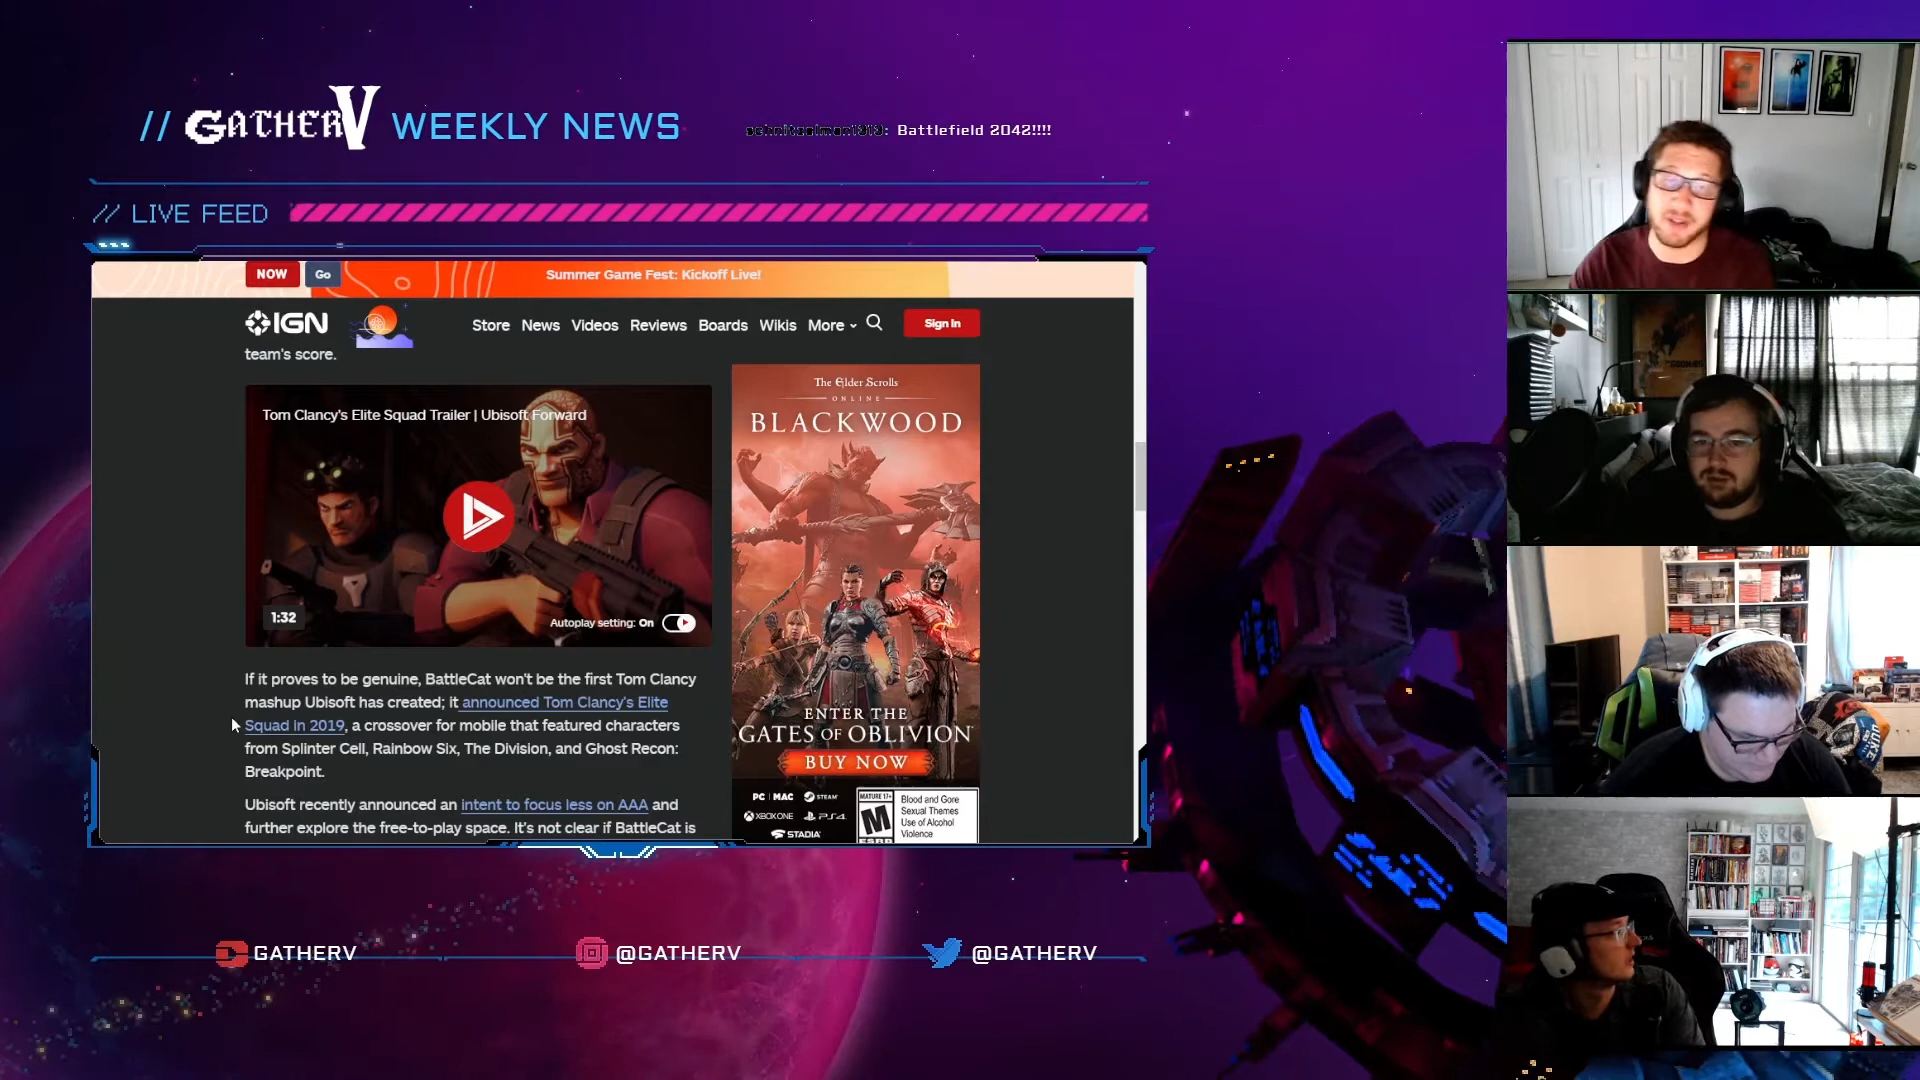 // GATHERV WEEKLY NEWS
schnitzelman1313: Battlefield 2042!!!!
// LIVE FEED
NOW Go Summer Game Fest: Kickoff Live!
IGN Store News Videos Reviews Boards Wikis More Sign In
team's score.
Tom Clancy's Elite Squad Trailer | Ubisoft Forward
1:32
Autoplay setting: On
If it proves to be genuine, BattleCat won't be the first Tom Clancy
mashup Ubisoft has created; it announced Tom Clancy's Elite
Squad in 2019, a crossover for mobile that featured characters
from Splinter Cell, Rainbow Six, The Division, and Ghost Recon:
Breakpoint.
Ubisoft recently announced an intent to focus less on AAA and
further explore the free-to-play space. It's not clear if BattleCat is
The Elder Scrolls
ONLINE
BLACKWOOD
ENTER THE
GATES OF OBLIVION
BUY NOW
PC | MAC STEAM
XBOX ONE PS4
STADIA
MATURE 17+
M
ESRB
Blood and Gore
Sexual Themes
Use of Alcohol
Violence
GATHERV
@GATHERV
@GATHERV